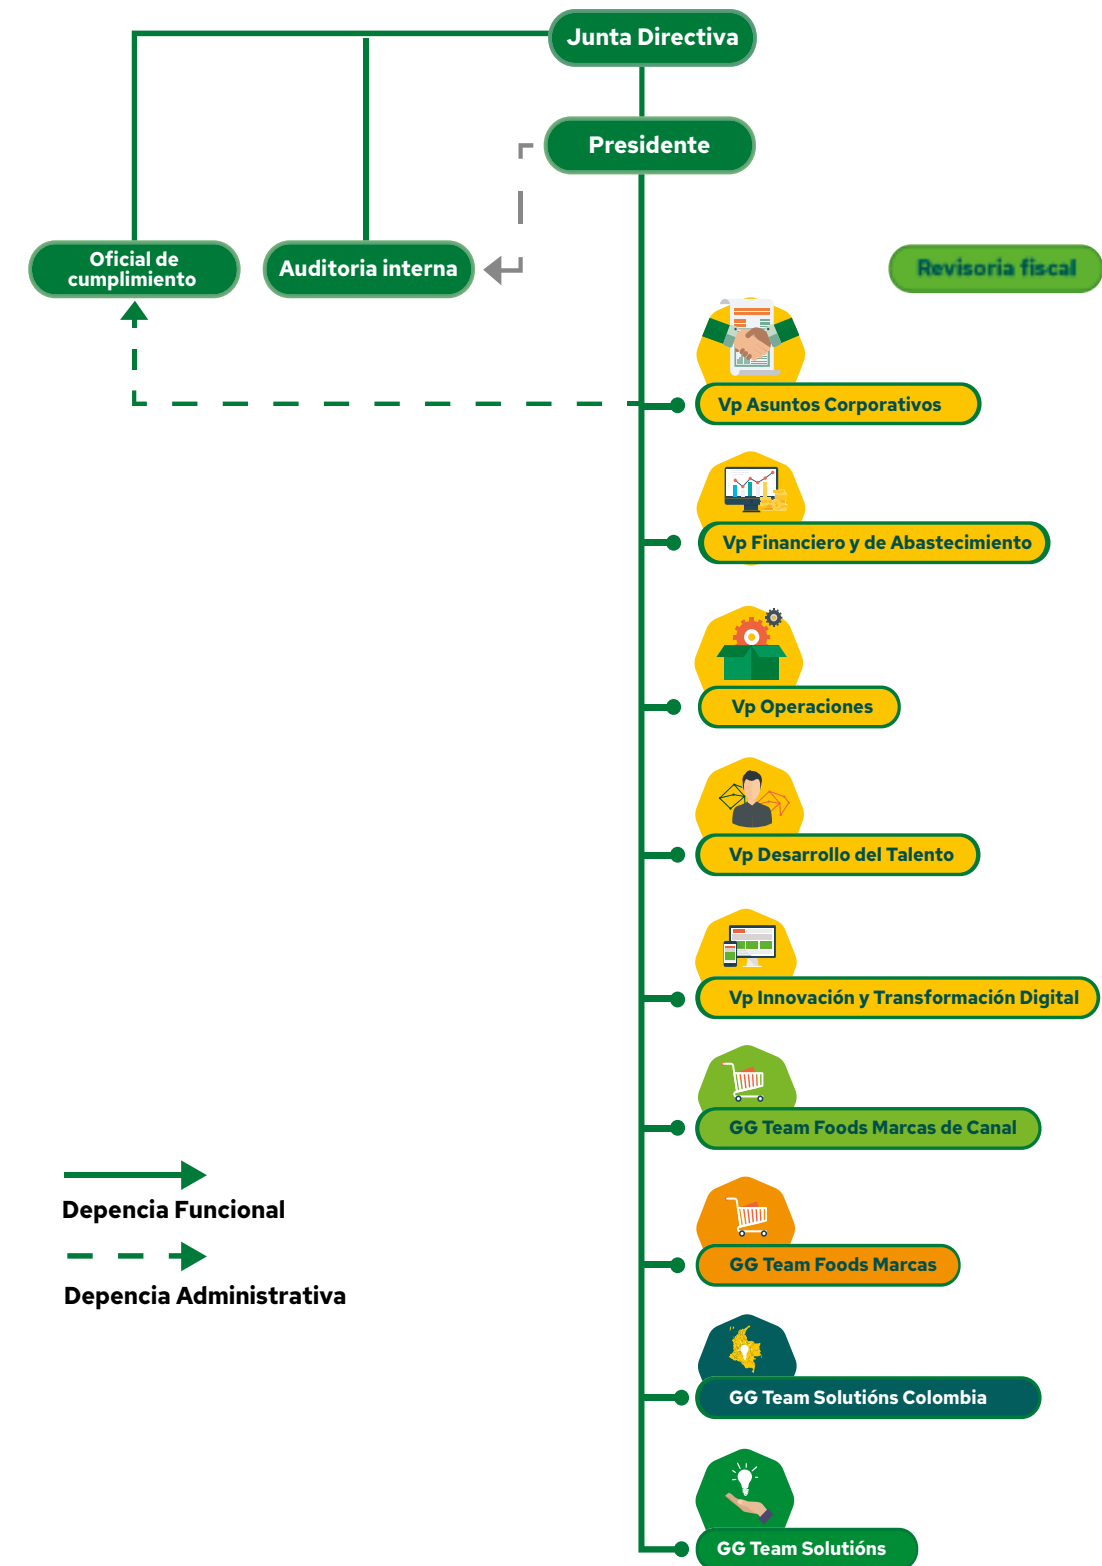 Junta Directiva
Presidente
Oficial de
cumplimiento
Auditoria interna
Revisoria fiscal
Vp Asuntos Corporativos
Vp Financiero y de Abastecimiento
Vp Operaciones
Vp Desarrollo del Talento
Vp Innovación y Transformación Digital
GG Team Foods Marcas de Canal
Depencia Funcional
GG Team Foods Marcas
Depencia Administrativa
GG Team Solutións Colombia
GG Team Solutións